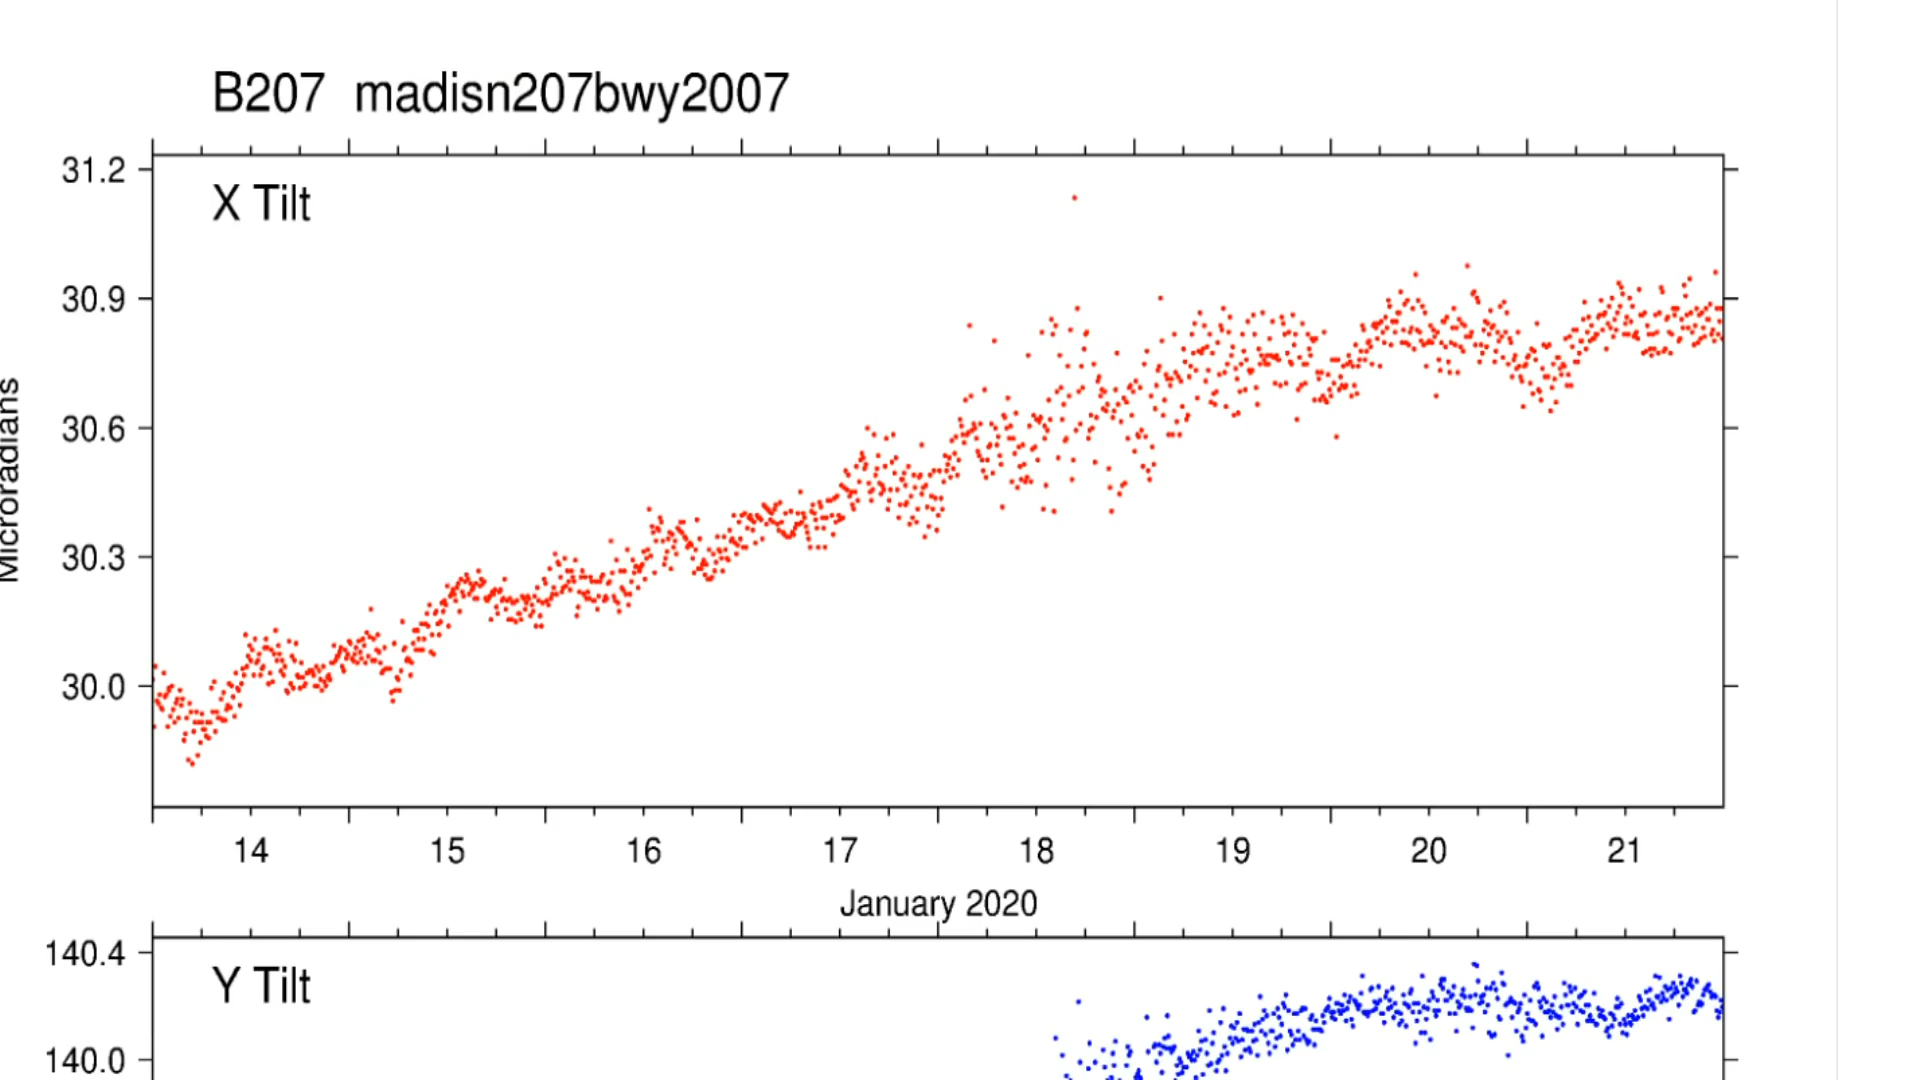 B207 madisn207bwy2007
X Tilt
31.2
30.9
30.6
30.3
30.0
Microradians
14 15 16 17 18 19 20 21
January 2020
Y Tilt
140.4
140.0